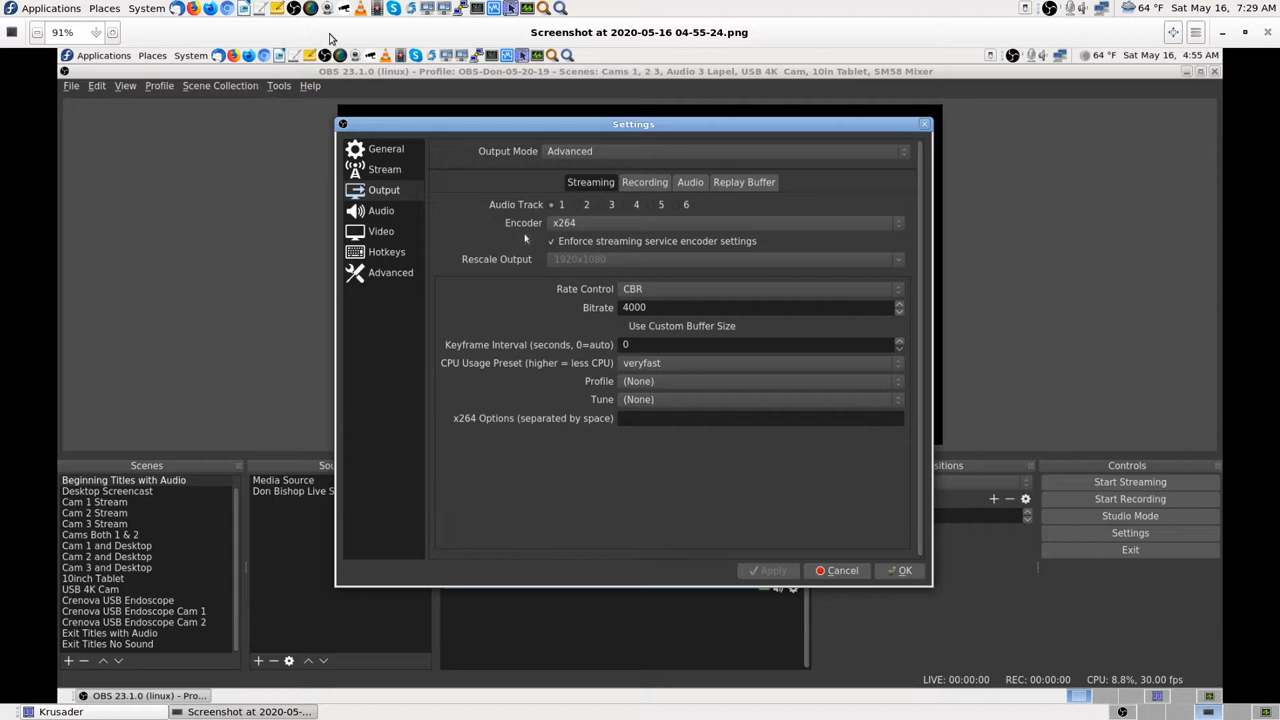 Applications Places System 64 °F Sat May 16, 7:29 AM
91% Screenshot at 2020-05-16 04-55-24.png
Applications Places System 64 °F Sat May 16, 4:55 AM
OBS 23.1.0 (linux) - Profile: OBS-Don-05-20-19 - Scenes: Cams 1, 2 3, Audio 3 Lapel, USB 4K Cam, 10in Tablet, SM58 Mixer
File Edit View Profile Scene Collection Tools Help
Settings
General
Stream
Output
Audio
Video
Hotkeys
Advanced
Output Mode Advanced
Streaming Recording Audio Replay Buffer
Audio Track 1 2 3 4 5 6
Encoder x264
✓ Enforce streaming service encoder settings
Rescale Output 1920x1080
Rate Control CBR
Bitrate 4000
Use Custom Buffer Size
Keyframe Interval (seconds, 0=auto) 0
CPU Usage Preset (higher = less CPU) veryfast
Profile (None)
Tune (None)
x264 Options (separated by space)
Apply Cancel OK
Scenes
Beginning Titles with Audio
Desktop Screencast
Cam 1 Stream
Cam 2 Stream
Cam 3 Stream
Cams Both 1 & 2
Cam 1 and Desktop
Cam 2 and Desktop
Cam 3 and Desktop
10inch Tablet
USB 4K Cam
Crenova USB Endoscope
Crenova USB Endoscope Cam 1
Crenova USB Endoscope Cam 2
Exit Titles with Audio
Exit Titles No Sound
Sou
Media Source
Don Bishop Live S
sitions
Controls
Start Streaming
Start Recording
Studio Mode
Settings
Exit
LIVE: 00:00:00 REC: 00:00:00 CPU: 8.8%, 30.00 fps
OBS 23.1.0 (linux) - Pro...
Krusader Screenshot at 2020-05-...